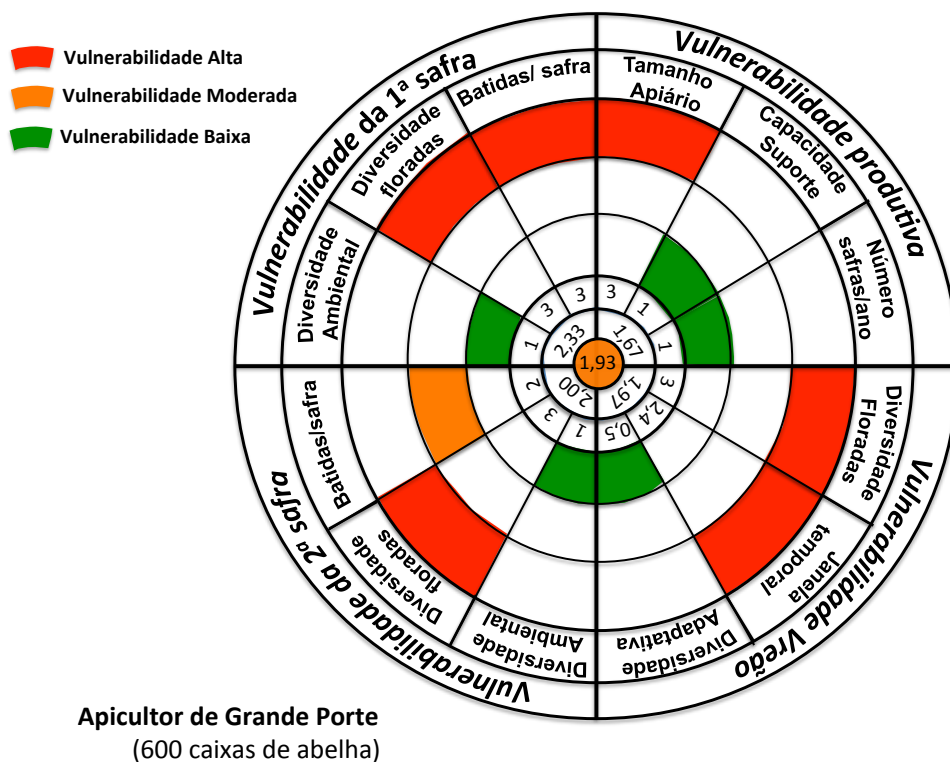 Vulnerabilidade Alta
Vulnerabilidade Moderada
Vulnerabilidade Baixa
Vulnerabilidade da 1ª safra
Diversidade
Ambiental
Diversidade
floradas
Batidas/ safra
Vulnerabilidade produtiva
Tamanho
Apiário
Capacidade
Suporte
Número
safras/ano
Vulnerabilidade Vreão
Diversidade
Floradas
Janela
temporal
Diversidade
Adaptativa
Vulnerabilidade da 2ª safra
Diversidade
Ambiental
Diversidade
floradas
Batidas/safra
1
3
3
3
1
1
3
2,4
0,5
1
3
2
2,33
1,67
1,97
2,00
1,93
Apicultor de Grande Porte
(600 caixas de abelha)